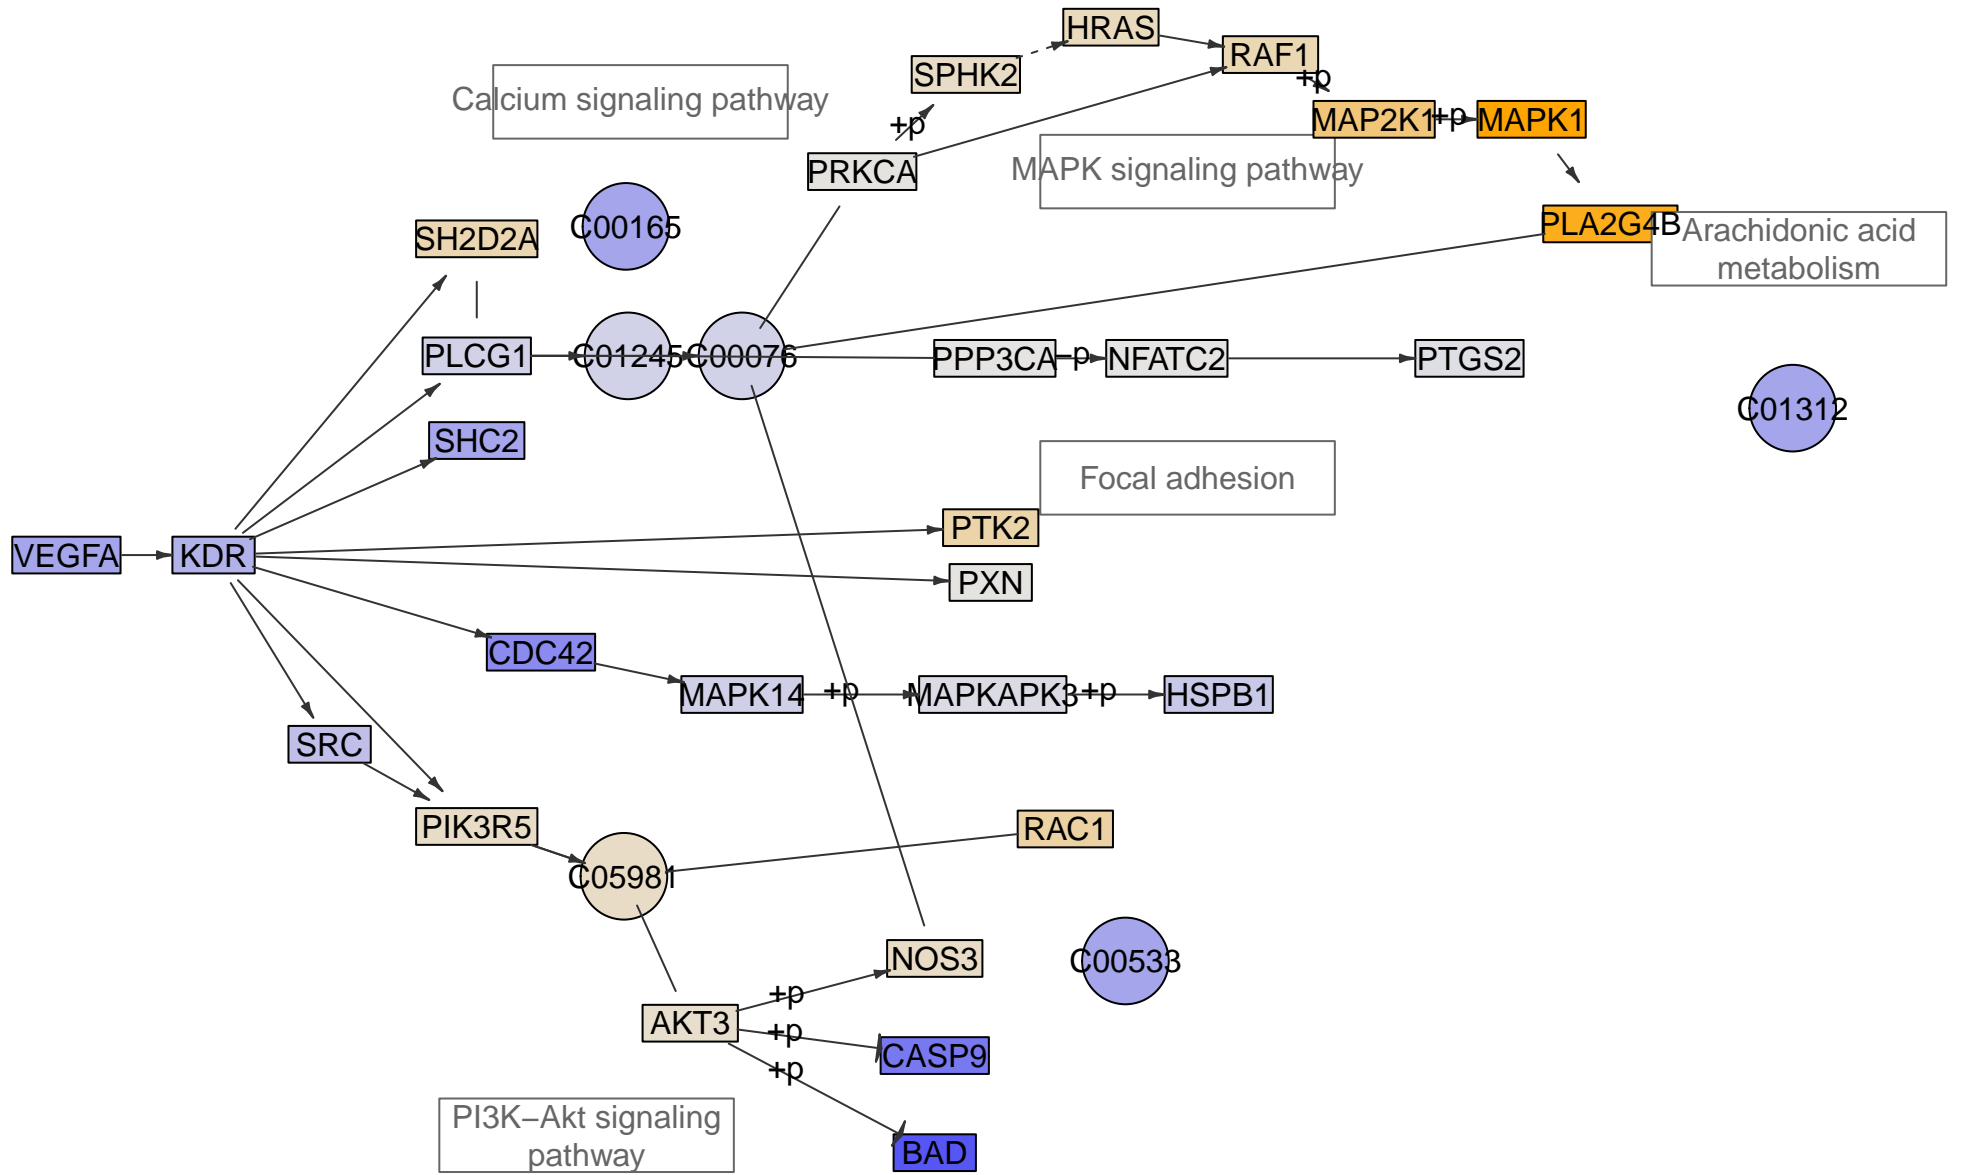 HRAS
RAF1
+p
SPHK2
Calcium signaling pathway
MAP2K1
+p
MAPK1
+p
PRKCA
MAPK signaling pathway
PLA2G4B
Arachidonic acid
metabolism
C00165
SH2D2A
PLCG1
C01245
C00076
PPP3CA
−p
NFATC2
PTGS2
C01312
SHC2
Focal adhesion
PTK2
VEGFA
KDR
PXN
CDC42
MAPK14
+p
MAPKAPK3
+p
HSPB1
SRC
PIK3R5
RAC1
C05981
NOS3
C00533
+p
AKT3
+p
CASP9
+p
PI3K−Akt signaling
pathway
BAD